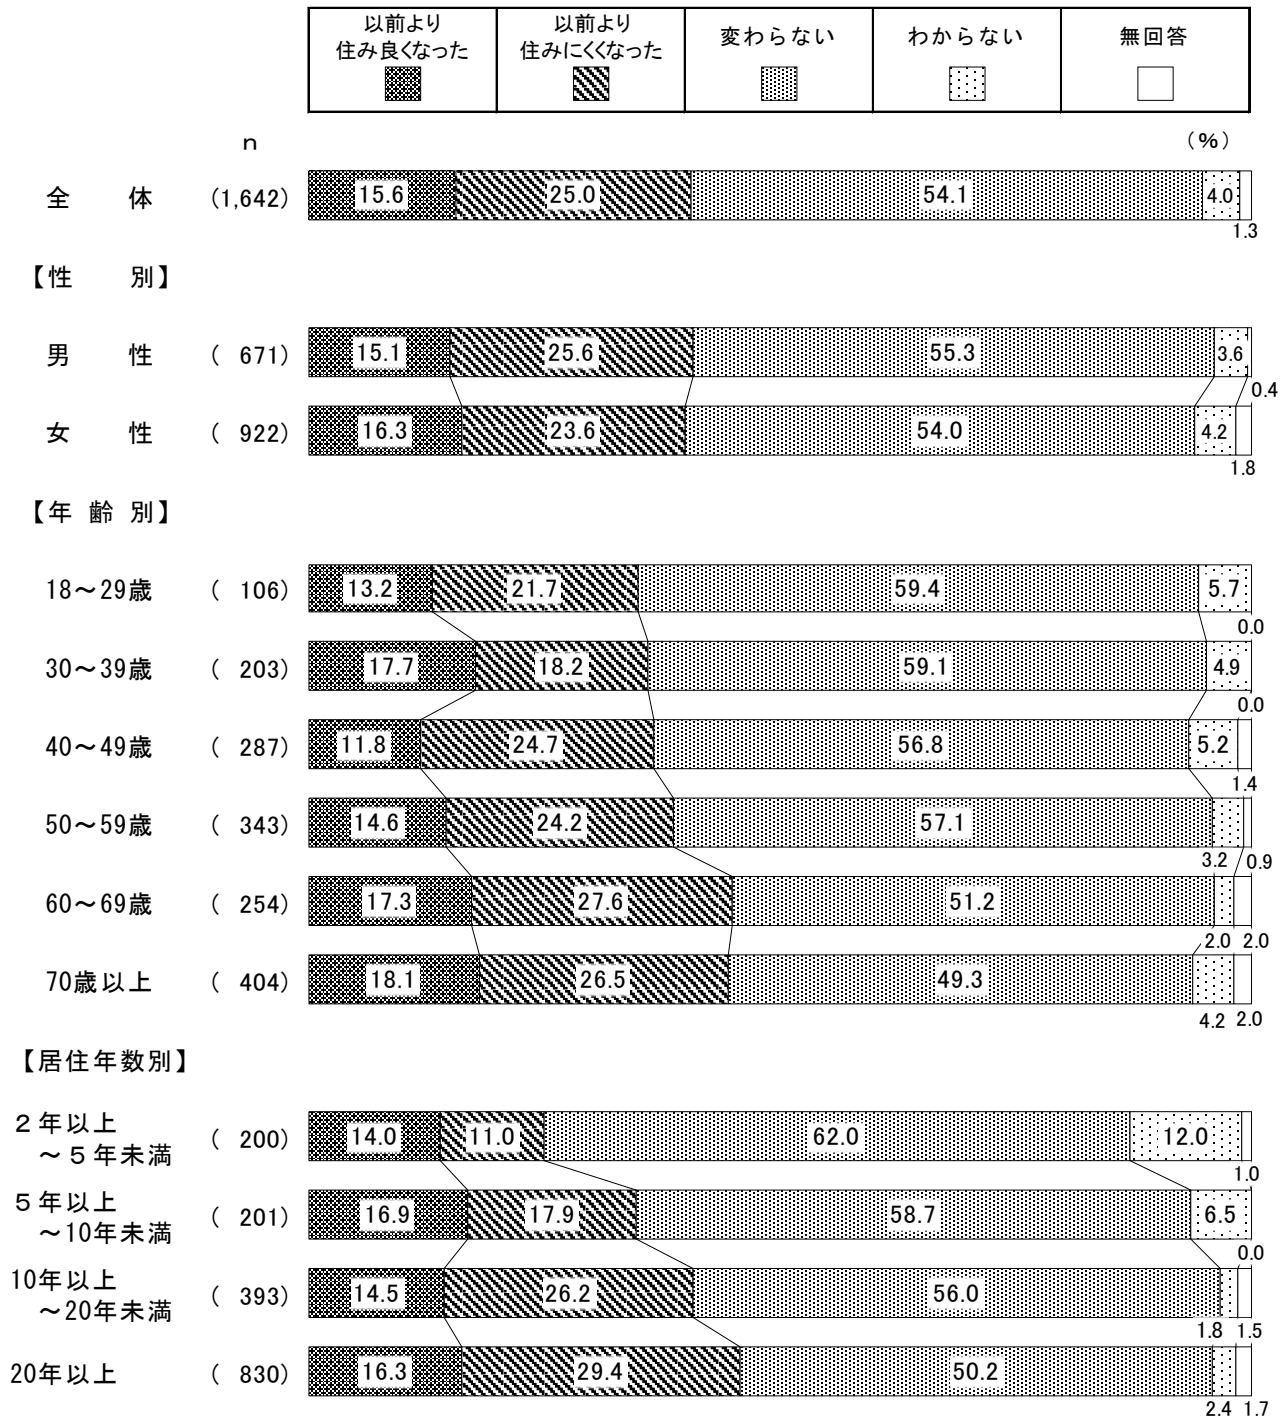 以前より
住み良くなった
以前より
住みにくくなった
変わらない
わからない
無回答
n
(%)
全 体 (1,642) 15.6 25.0 54.1 4.0
1.3
【性 別】
男 性 ( 671) 15.1 25.6 55.3 3.6
0.4
女 性 ( 922) 16.3 23.6 54.0 4.2
1.8
【年 齢 別】
18～29歳 ( 106) 13.2 21.7 59.4 5.7
0.0
30～39歳 ( 203) 17.7 18.2 59.1 4.9
0.0
40～49歳 ( 287) 11.8 24.7 56.8 5.2
1.4
50～59歳 ( 343) 14.6 24.2 57.1
3.2 0.9
60～69歳 ( 254) 17.3 27.6 51.2
2.0 2.0
70歳以上 ( 404) 18.1 26.5 49.3
4.2 2.0
【居住年数別】
２年以上
～５年未満 ( 200) 14.0 11.0 62.0 12.0
1.0
５年以上
～10年未満 ( 201) 16.9 17.9 58.7 6.5
0.0
10年以上
～20年未満 ( 393) 14.5 26.2 56.0
1.8 1.5
20年以上 ( 830) 16.3 29.4 50.2
2.4 1.7